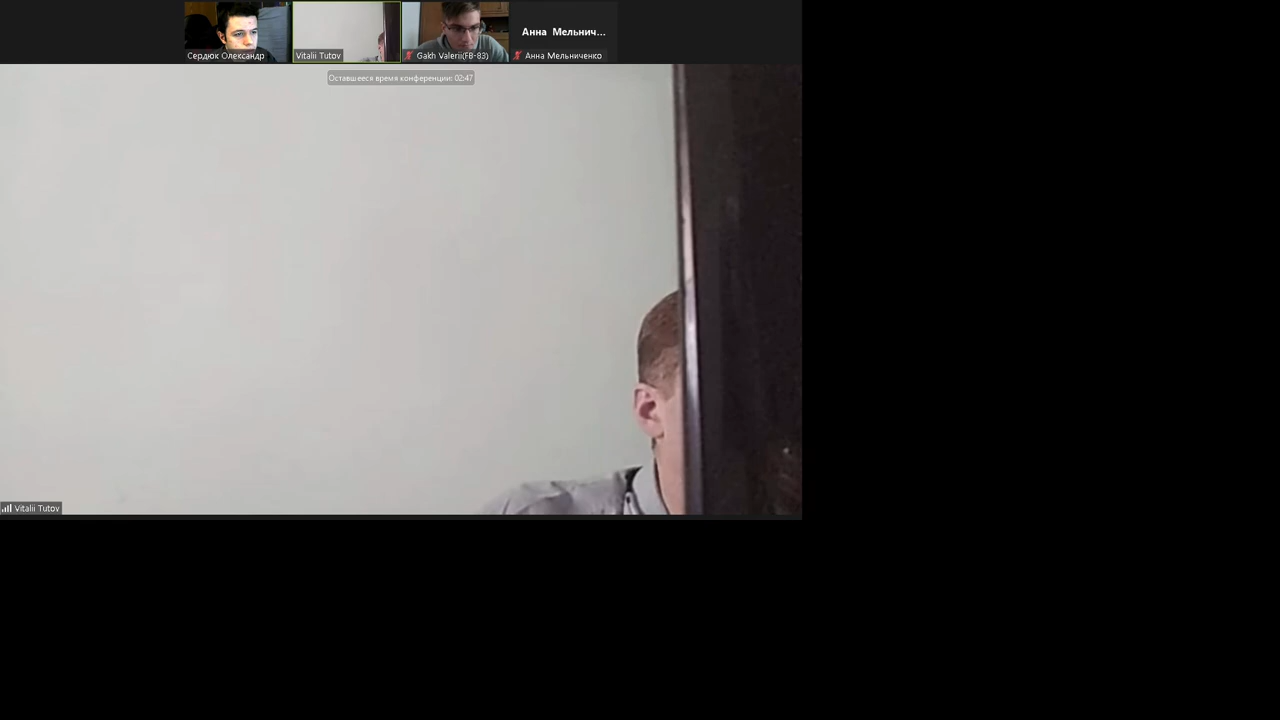 Анна Мельнич...
Сердюк Олександр
Vitalii Tutov
Gakh Valerii(FB-83)
Анна Мельниченко
Оставшееся время конференции: 02:47
Vitalii Tutov